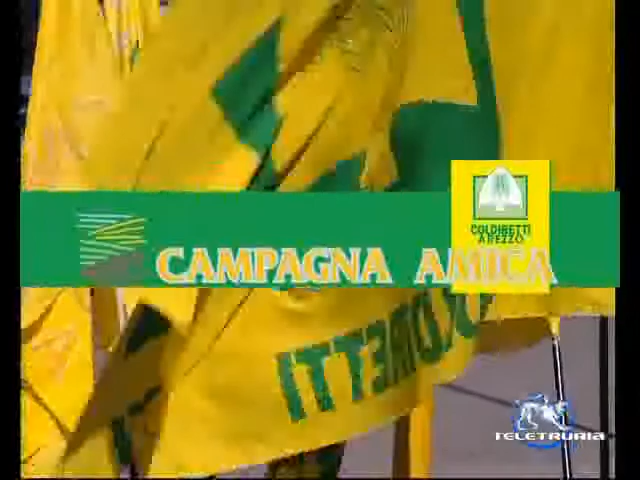 COLDIRETTI
AREZZO
CAMPAGNA AMICA
COLDIRETTI
TELETRURIA